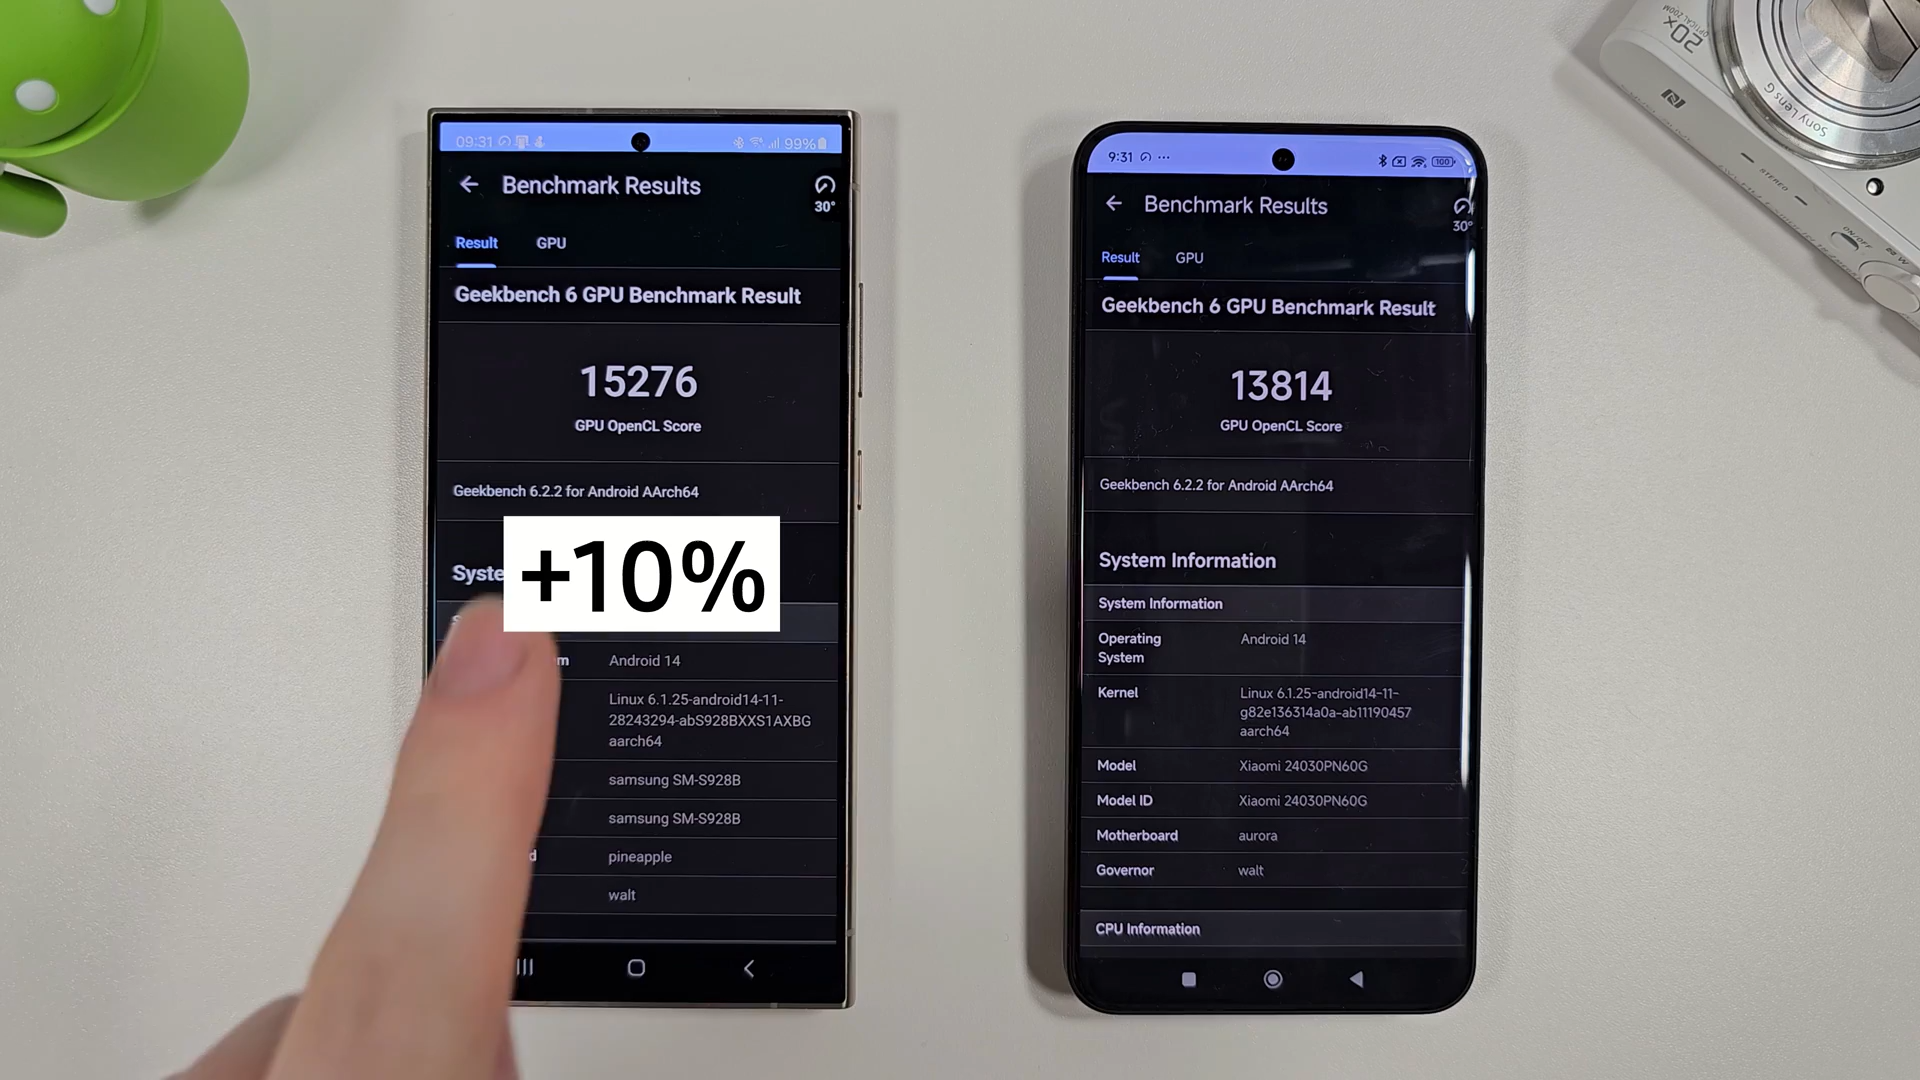 09:31
99%
Benchmark Results
30°
Result GPU
Geekbench 6 GPU Benchmark Result
15276
GPU OpenCL Score
Geekbench 6.2.2 for Android AArch64
Syste
+10%
m Android 14
Linux 6.1.25-android14-11-
28243294-abS928BXXS1AXBG
aarch64
samsung SM-S928B
samsung SM-S928B
d pineapple
walt
9:31
100
Benchmark Results
30°
Result GPU
Geekbench 6 GPU Benchmark Result
13814
GPU OpenCL Score
Geekbench 6.2.2 for Android AArch64
System Information
System Information
Operating System Android 14
Kernel Linux 6.1.25-android14-11-
g82e136314a0a-ab11190457
aarch64
Model Xiaomi 24030PN60G
Model ID Xiaomi 24030PN60G
Motherboard aurora
Governor walt
CPU Information
20x
OPTICAL ZOOM
Sony Lens G
STEREO
ON/OFF